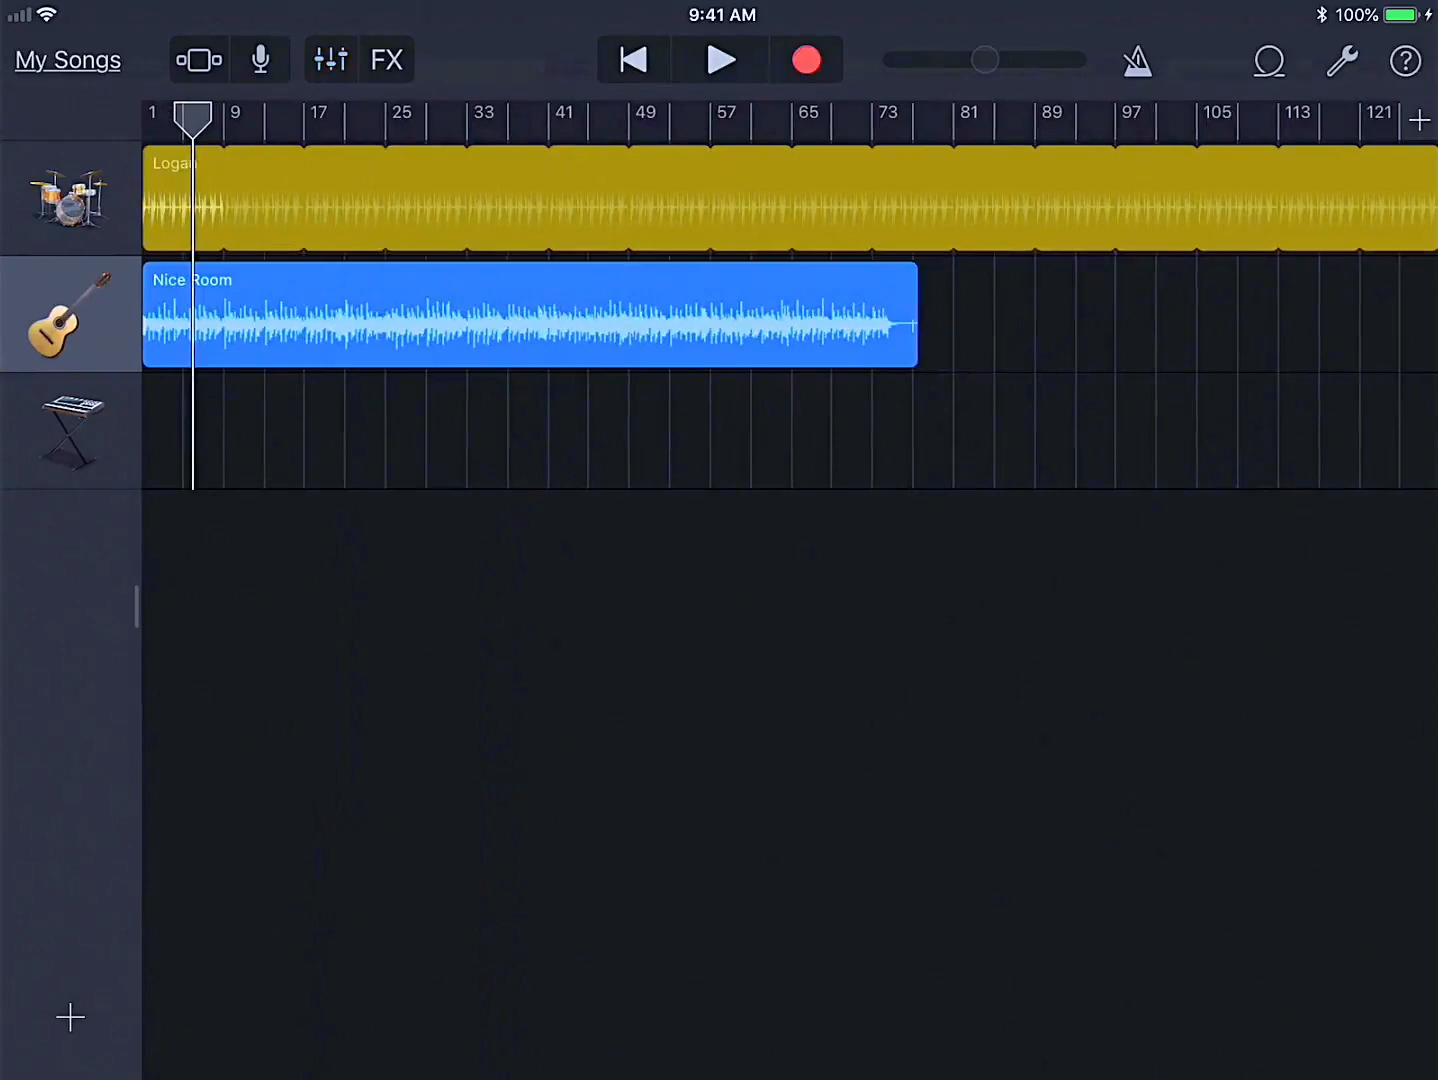 9:41 AM
100%
My Songs
FX
1 9 17 25 33 41 49 57 65 73 81 89 97 105 113 121
Logan
Nice Room